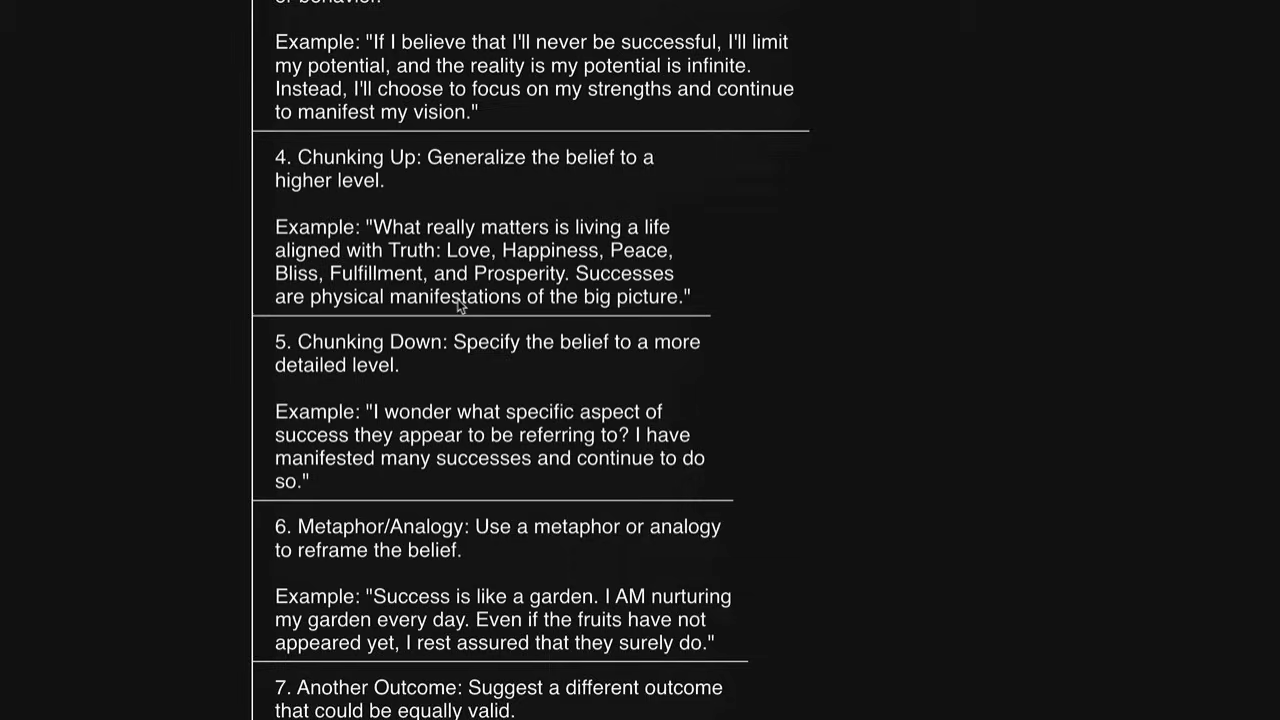 or behavior.
Example: "If I believe that I'll never be successful, I'll limit
my potential, and the reality is my potential is infinite.
Instead, I'll choose to focus on my strengths and continue
to manifest my vision."
4. Chunking Up: Generalize the belief to a
higher level.
Example: "What really matters is living a life
aligned with Truth: Love, Happiness, Peace,
Bliss, Fulfillment, and Prosperity. Successes
are physical manifestations of the big picture."
5. Chunking Down: Specify the belief to a more
detailed level.
Example: "I wonder what specific aspect of
success they appear to be referring to? I have
manifested many successes and continue to do
so."
6. Metaphor/Analogy: Use a metaphor or analogy
to reframe the belief.
Example: "Success is like a garden. I AM nurturing
my garden every day. Even if the fruits have not
appeared yet, I rest assured that they surely do."
7. Another Outcome: Suggest a different outcome
that could be equally valid.